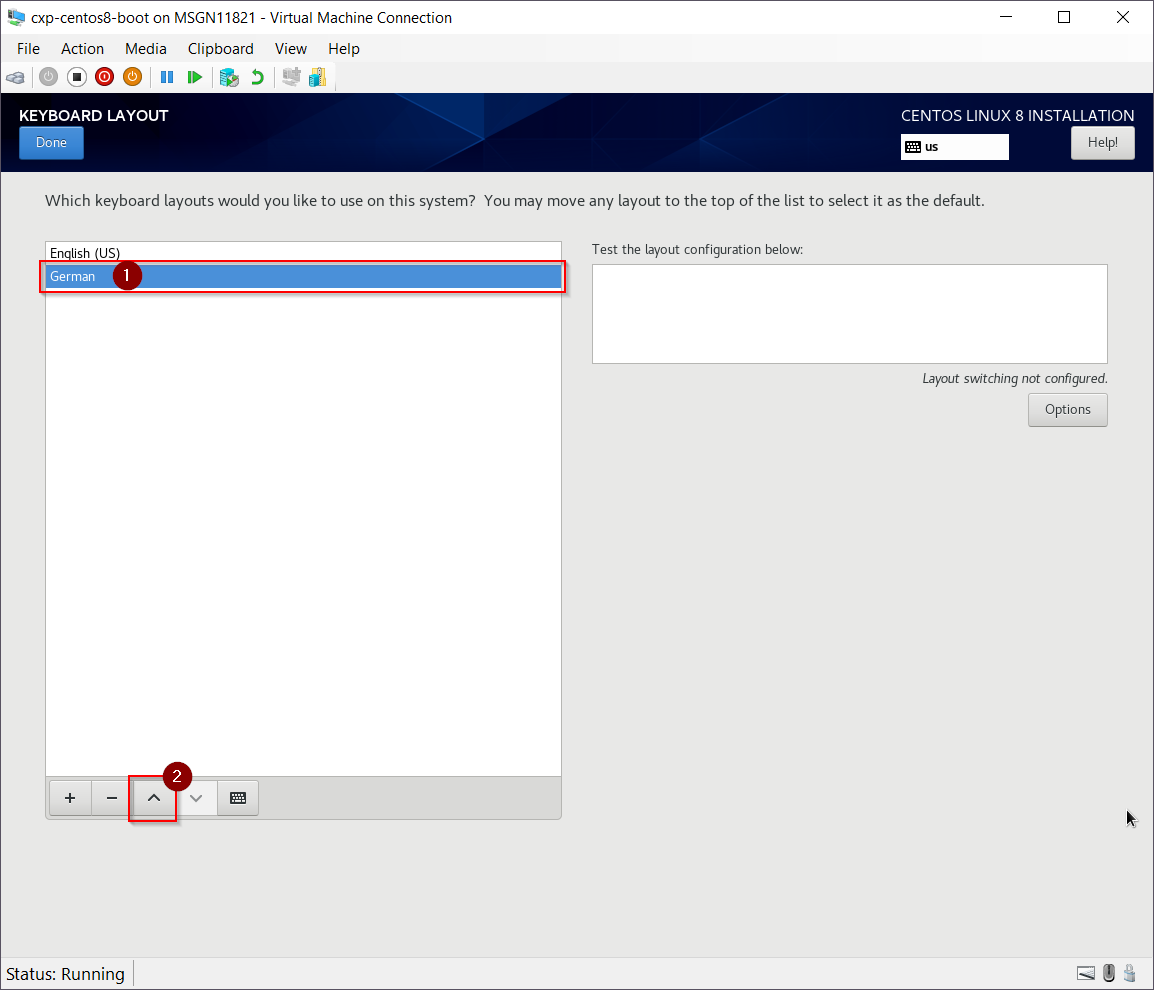 cxp-centos8-boot on MSGN11821 - Virtual Machine Connection
File Action Media Clipboard View Help
KEYBOARD LAYOUT
CENTOS LINUX 8 INSTALLATION
Done
us
Help!
Which keyboard layouts would you like to use on this system? You may move any layout to the top of the list to select it as the default.
English (US)
German
1
Test the layout configuration below:
Layout switching not configured.
Options
2
Status: Running